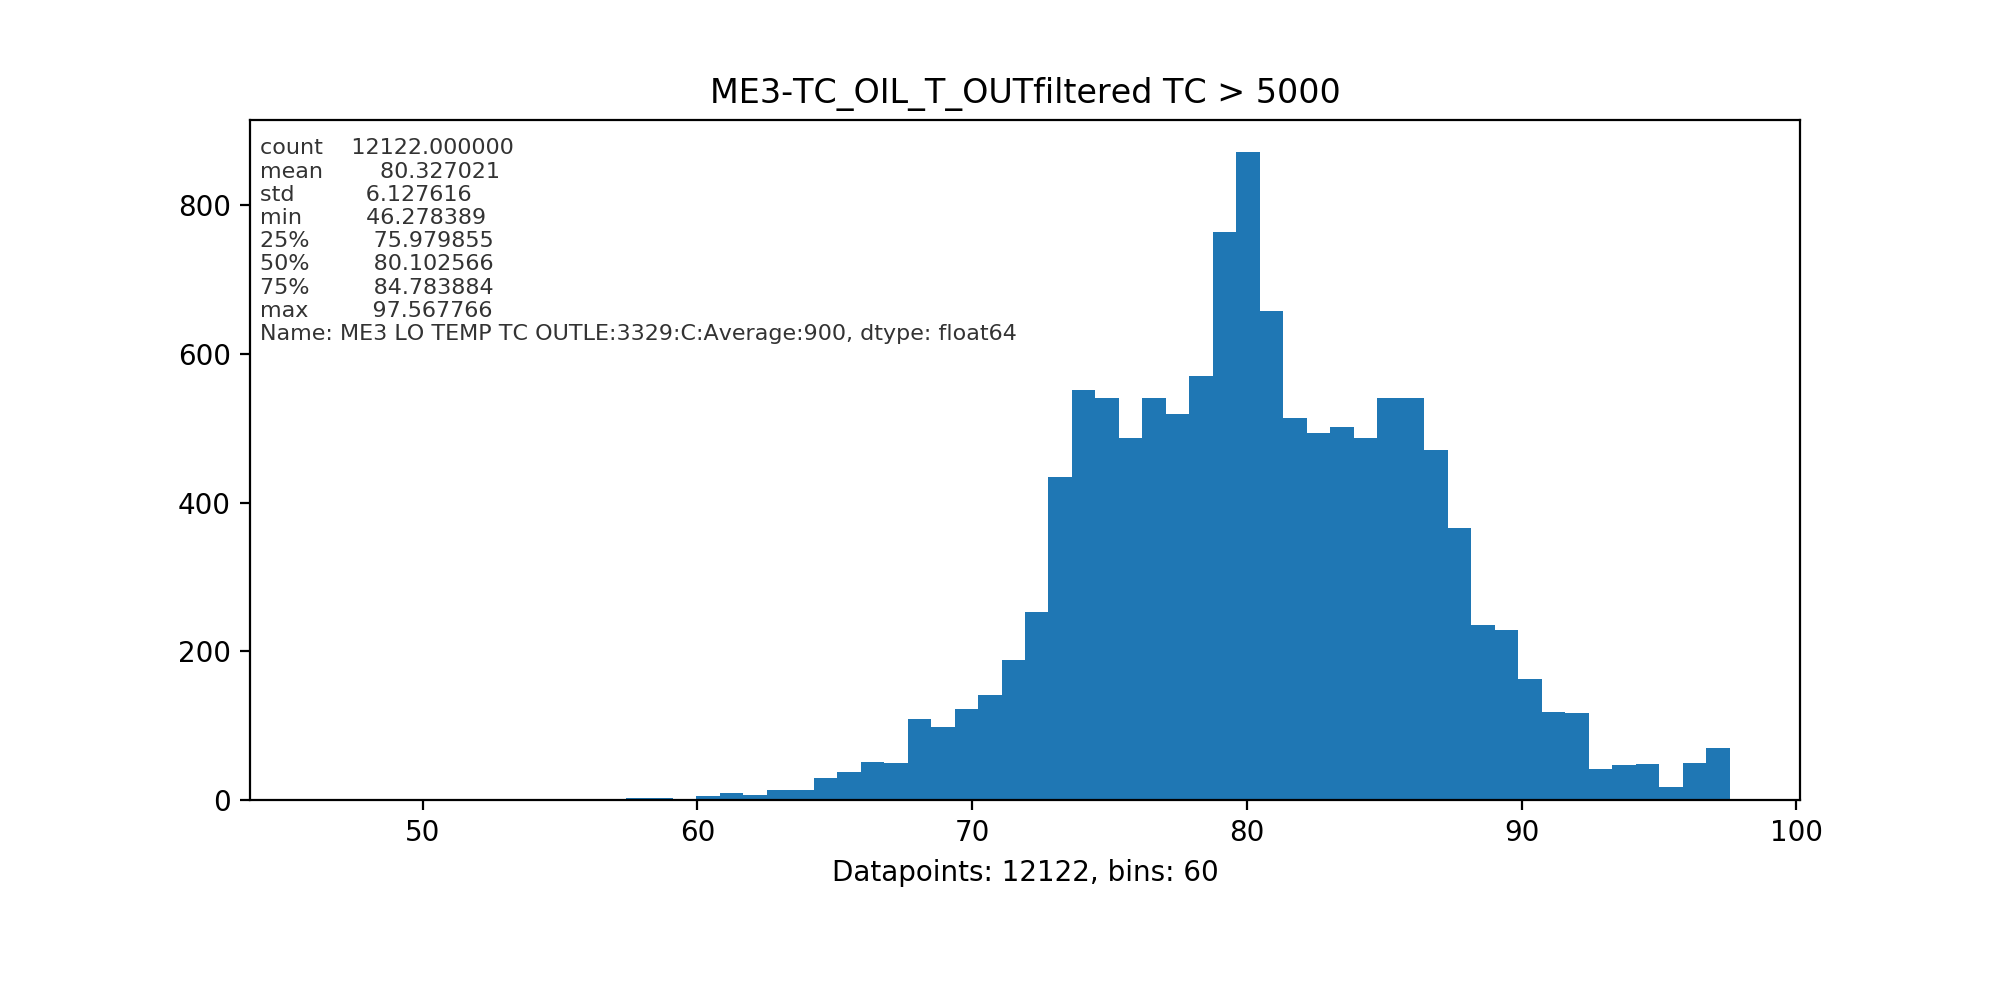 ME3-TC_OIL_T_OUTfiltered TC > 5000
count 12122.000000
mean 80.327021
std 6.127616
min 46.278389
25% 75.979855
50% 80.102566
75% 84.783884
max 97.567766
Name: ME3 LO TEMP TC OUTLE:3329:C:Average:900, dtype: float64
800
600
400
200
0
50 60 70 80 90 100
Datapoints: 12122, bins: 60